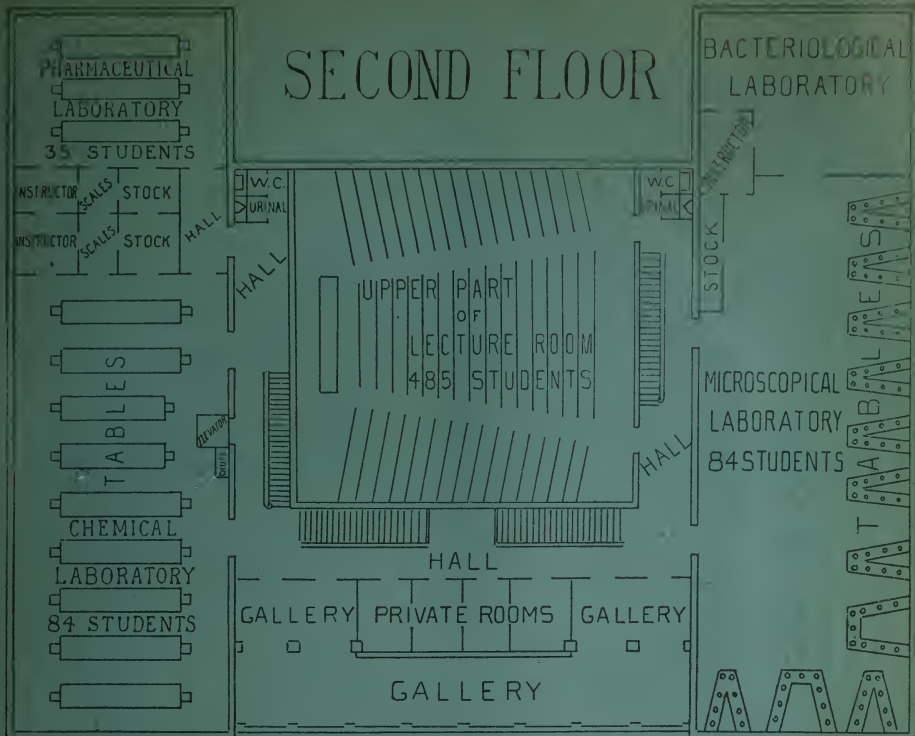 SECOND FLOOR
PHARMACEUTICAL
LABORATORY
35 STUDENTS
INSTRUCTOR
SCALES
STOCK
HALL
INSTRUCTOR
SCALES
STOCK
TABLES
CHEMICAL
LABORATORY
84 STUDENTS
W.C.
URINAL
HALL
ELEVATOR
UPPER PART
OF
LECTURE ROOM
485 STUDENTS
W.C.
URINAL
HALL
HALL
GALLERY
PRIVATE ROOMS
GALLERY
GALLERY
BACTERIOLOGICAL
LABORATORY
INSTRUCTOR
STOCK
MICROSCOPICAL
LABORATORY
84 STUDENTS
TABLES